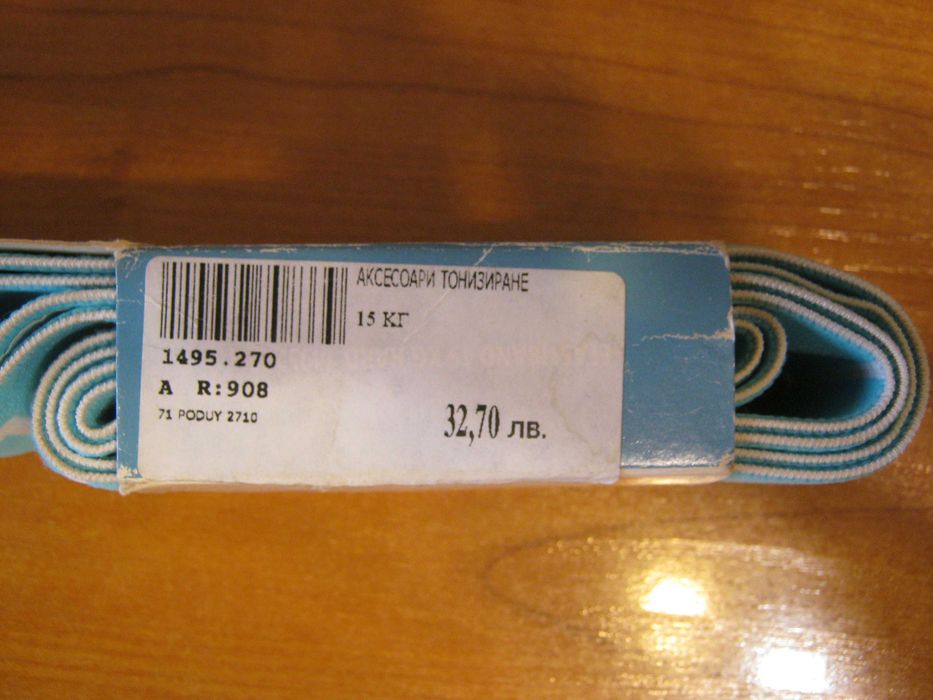 АКСЕСОАРИ ТОНИЗИРАНЕ
15 КГ
1495.270
A R:908
71 PODUY 2710
32,70 лв.